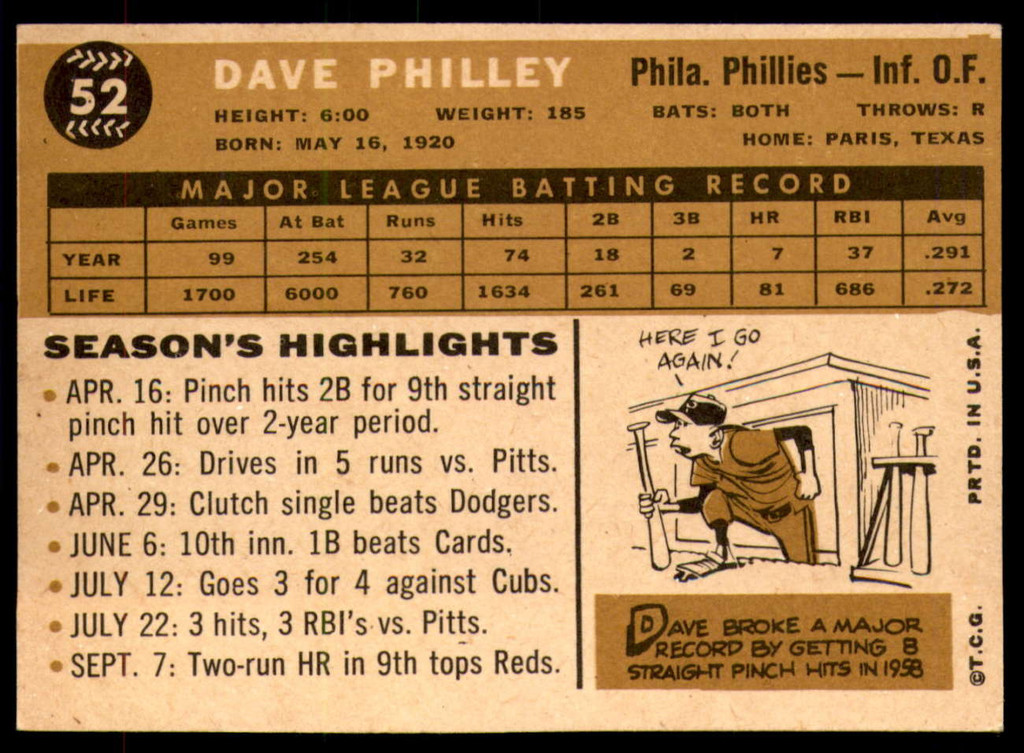 52
DAVE PHILLEY
Phila. Phillies — Inf. O.F.
HEIGHT: 6:00 WEIGHT: 185 BATS: BOTH THROWS: R
BORN: MAY 16, 1920 HOME: PARIS, TEXAS
MAJOR LEAGUE BATTING RECORD
Games At Bat Runs Hits 2B 3B HR RBI Avg
YEAR 99 254 32 74 18 2 7 37 .291
LIFE 1700 6000 760 1634 261 69 81 686 .272
SEASON'S HIGHLIGHTS
• APR. 16: Pinch hits 2B for 9th straight
pinch hit over 2-year period.
• APR. 26: Drives in 5 runs vs. Pitts.
• APR. 29: Clutch single beats Dodgers.
• JUNE 6: 10th inn. 1B beats Cards.
• JULY 12: Goes 3 for 4 against Cubs.
• JULY 22: 3 hits, 3 RBI's vs. Pitts.
• SEPT. 7: Two-run HR in 9th tops Reds.
HERE I GO
AGAIN!
DAVE BROKE A MAJOR
RECORD BY GETTING 8
STRAIGHT PINCH HITS IN 1958
©T.C.G. PRTD. IN U.S.A.